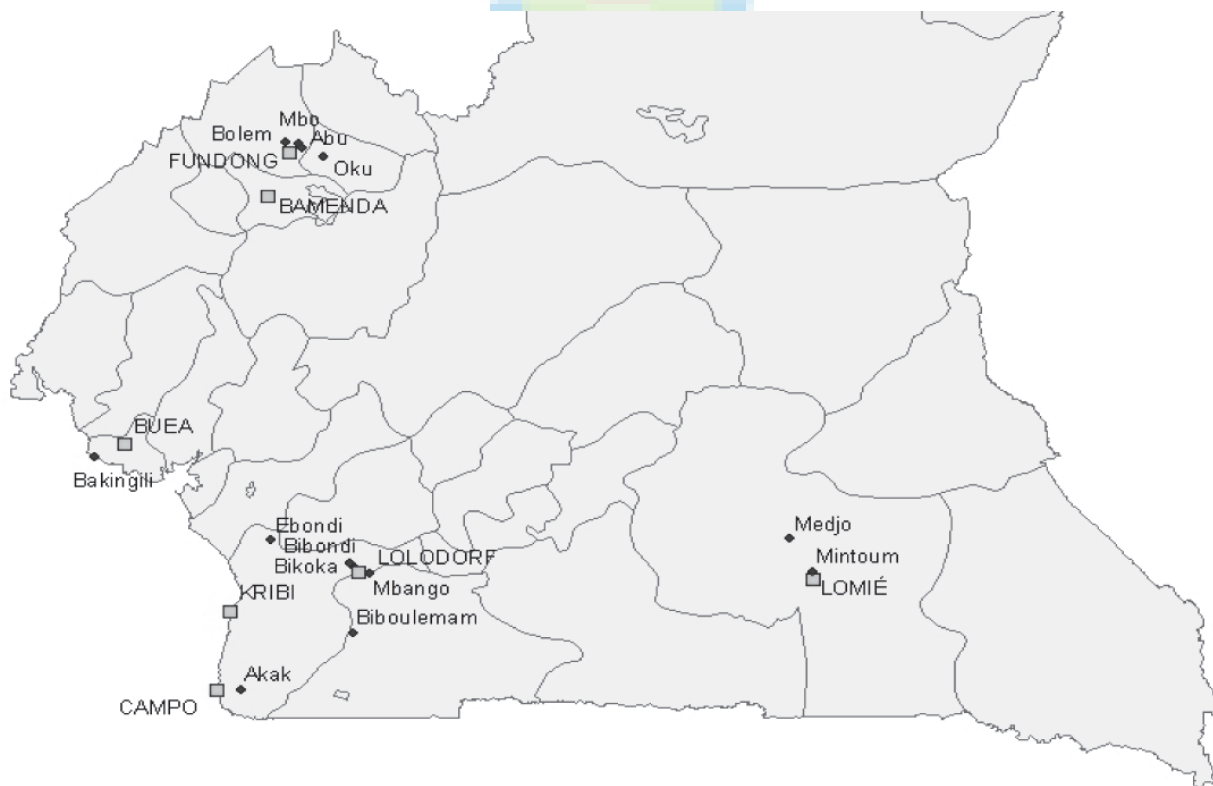 Mbo
Bolem
Abu
FUNDONG
Oku
BAMENDA
BUEA
Bakingili
Ebondi
Bibondi
Bikoka
LOLODORF
Mbango
KRIBI
Biboulemam
Akak
CAMPO
Medjo
Mintoum
LOMIÉ